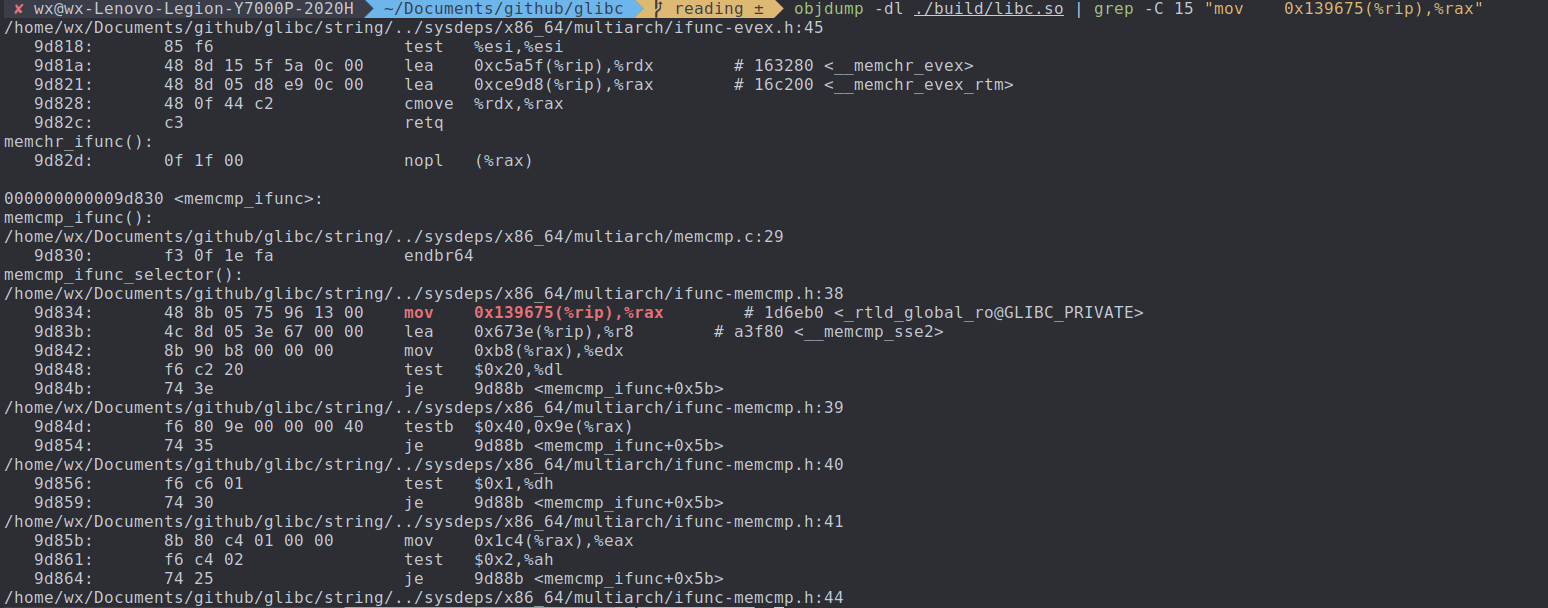 ✘ wx@wx-Lenovo-Legion-Y7000P-2020H ~/Documents/github/glibc reading ± objdump -dl ./build/libc.so | grep -C 15 "mov    0x139675(%rip),%rax"
/home/wx/Documents/github/glibc/string/../sysdeps/x86_64/multiarch/ifunc-evex.h:45
   9d818:	85 f6                	test   %esi,%esi
   9d81a:	48 8d 15 5f 5a 0c 00 	lea    0xc5a5f(%rip),%rdx        # 163280 <__memchr_evex>
   9d821:	48 8d 05 d8 e9 0c 00 	lea    0xce9d8(%rip),%rax        # 16c200 <__memchr_evex_rtm>
   9d828:	48 0f 44 c2          	cmove  %rdx,%rax
   9d82c:	c3                   	retq
memchr_ifunc():
   9d82d:	0f 1f 00             	nopl   (%rax)
000000000009d830 <memcmp_ifunc>:
memcmp_ifunc():
/home/wx/Documents/github/glibc/string/../sysdeps/x86_64/multiarch/memcmp.c:29
   9d830:	f3 0f 1e fa          	endbr64
memcmp_ifunc_selector():
/home/wx/Documents/github/glibc/string/../sysdeps/x86_64/multiarch/ifunc-memcmp.h:38
   9d834:	48 8b 05 75 96 13 00 	mov    0x139675(%rip),%rax        # 1d6eb0 <_rtld_global_ro@GLIBC_PRIVATE>
   9d83b:	4c 8d 05 3e 67 00 00 	lea    0x673e(%rip),%r8        # a3f80 <__memcmp_sse2>
   9d842:	8b 90 b8 00 00 00    	mov    0xb8(%rax),%edx
   9d848:	f6 c2 20             	test   $0x20,%dl
   9d84b:	74 3e                	je     9d88b <memcmp_ifunc+0x5b>
/home/wx/Documents/github/glibc/string/../sysdeps/x86_64/multiarch/ifunc-memcmp.h:39
   9d84d:	f6 80 9e 00 00 00 40 	testb  $0x40,0x9e(%rax)
   9d854:	74 35                	je     9d88b <memcmp_ifunc+0x5b>
/home/wx/Documents/github/glibc/string/../sysdeps/x86_64/multiarch/ifunc-memcmp.h:40
   9d856:	f6 c6 01             	test   $0x1,%dh
   9d859:	74 30                	je     9d88b <memcmp_ifunc+0x5b>
/home/wx/Documents/github/glibc/string/../sysdeps/x86_64/multiarch/ifunc-memcmp.h:41
   9d85b:	8b 80 c4 01 00 00    	mov    0x1c4(%rax),%eax
   9d861:	f6 c4 02             	test   $0x2,%ah
   9d864:	74 25                	je     9d88b <memcmp_ifunc+0x5b>
/home/wx/Documents/github/glibc/string/../sysdeps/x86_64/multiarch/ifunc-memcmp.h:44